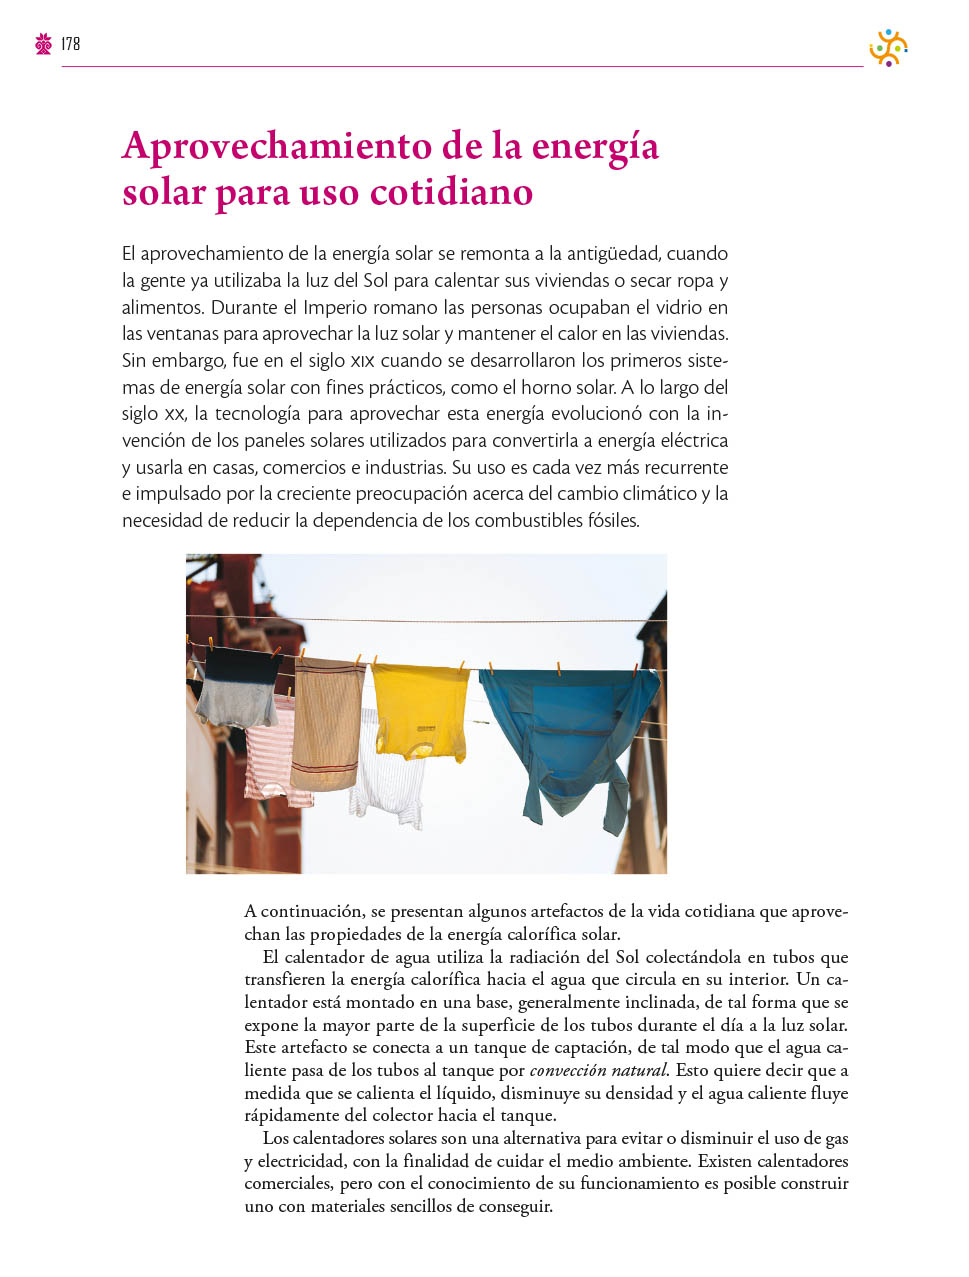 178
Aprovechamiento de la energía
solar para uso cotidiano
El aprovechamiento de la energía solar se remonta a la antigüedad, cuando
la gente ya utilizaba la luz del Sol para calentar sus viviendas o secar ropa y
alimentos. Durante el Imperio romano las personas ocupaban el vidrio en
las ventanas para aprovechar la luz solar y mantener el calor en las viviendas.
Sin embargo, fue en el siglo XIX cuando se desarrollaron los primeros siste-
mas de energía solar con fines prácticos, como el horno solar. A lo largo del
siglo XX, la tecnología para aprovechar esta energía evolucionó con la in-
vención de los paneles solares utilizados para convertirla a energía eléctrica
y usarla en casas, comercios e industrias. Su uso es cada vez más recurrente
e impulsado por la creciente preocupación acerca del cambio climático y la
necesidad de reducir la dependencia de los combustibles fósiles.
A continuación, se presentan algunos artefactos de la vida cotidiana que aprove-
chan las propiedades de la energía calorífica solar.
El calentador de agua utiliza la radiación del Sol colectándola en tubos que
transfieren la energía calorífica hacia el agua que circula en su interior. Un ca-
lentador está montado en una base, generalmente inclinada, de tal forma que se
expone la mayor parte de la superficie de los tubos durante el día a la luz solar.
Este artefacto se conecta a un tanque de captación, de tal modo que el agua ca-
liente pasa de los tubos al tanque por convección natural. Esto quiere decir que a
medida que se calienta el líquido, disminuye su densidad y el agua caliente fluye
rápidamente del colector hacia el tanque.
Los calentadores solares son una alternativa para evitar o disminuir el uso de gas
y electricidad, con la finalidad de cuidar el medio ambiente. Existen calentadores
comerciales, pero con el conocimiento de su funcionamiento es posible construir
uno con materiales sencillos de conseguir.